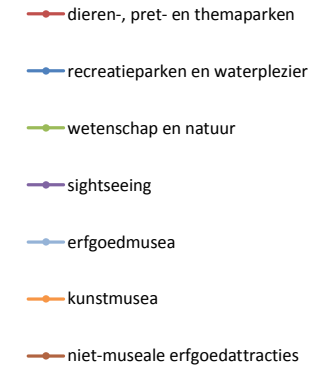 dieren-, pret- en themaparken
recreatieparken en waterplezier
wetenschap en natuur
sightseeing
erfgoedmusea
kunstmusea
niet-museale erfgoedattracties